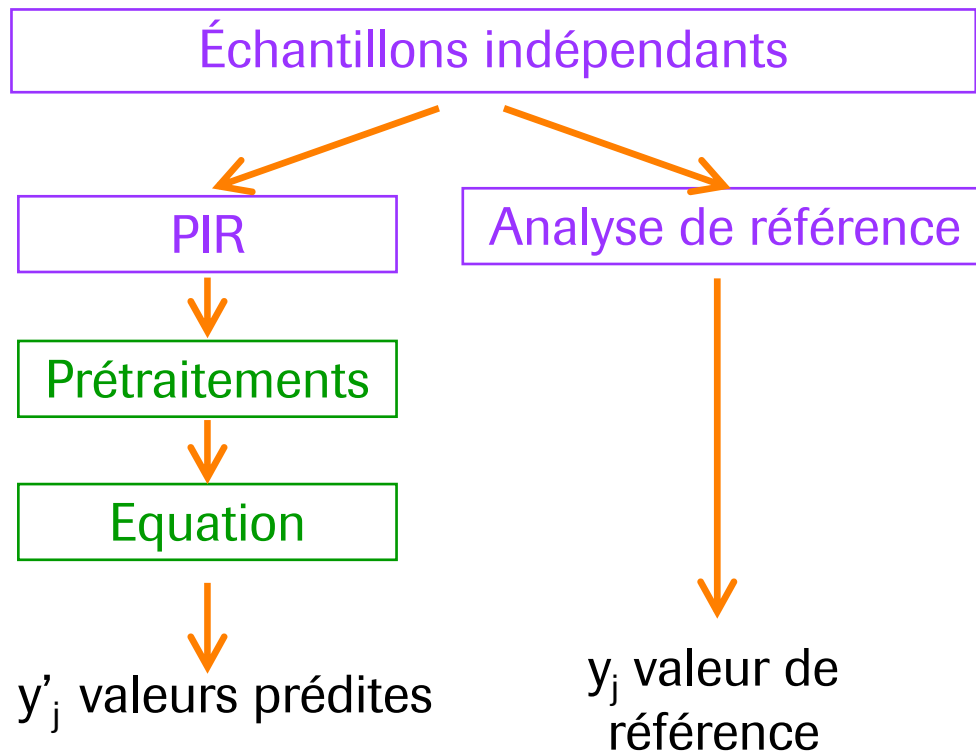 Échantillons indépendants
PIR
Analyse de référence
Prétraitements
Equation
y'j valeurs prédites
yj valeur de
référence